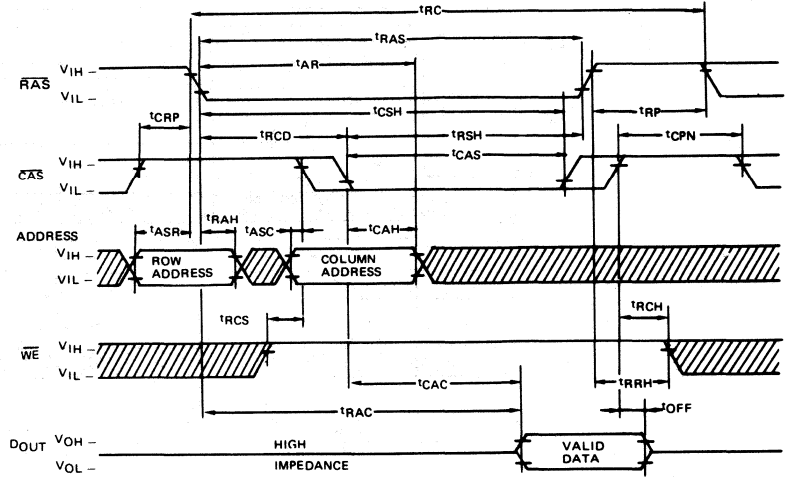 tRC
tRAS
tAR
RAS
VIH
VIL
tCRP
tCSH
tRP
tRCD
tRSH
tCPN
CAS
VIH
VIL
tCAS
tASR
tRAH
tASC
tCAH
ADDRESS
VIH
VIL
ROW
ADDRESS
COLUMN
ADDRESS
tRCS
tRCH
WE
VIH
VIL
tCAC
tRRH
tRAC
tOFF
DOUT
VOH
VOL
HIGH
IMPEDANCE
VALID
DATA